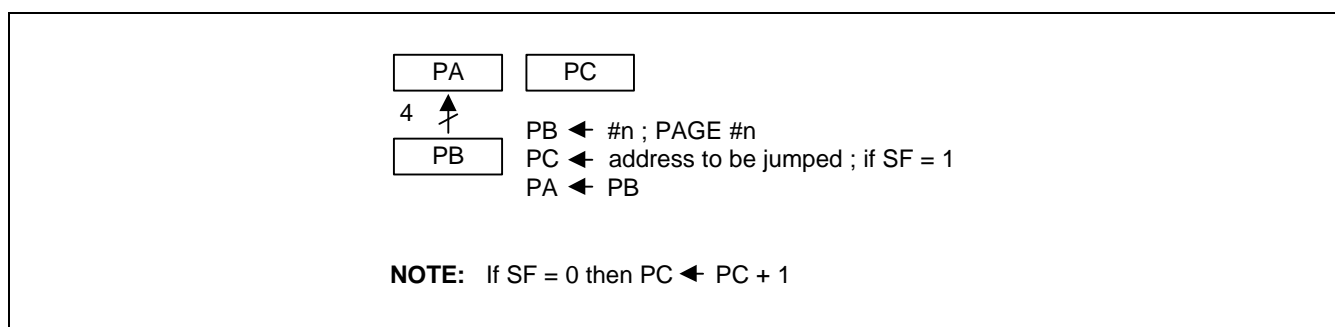 PA PC
4
PB ← #n ; PAGE #n
PB PC ← address to be jumped ; if SF = 1
PA ← PB
NOTE: If SF = 0 then PC ← PC + 1